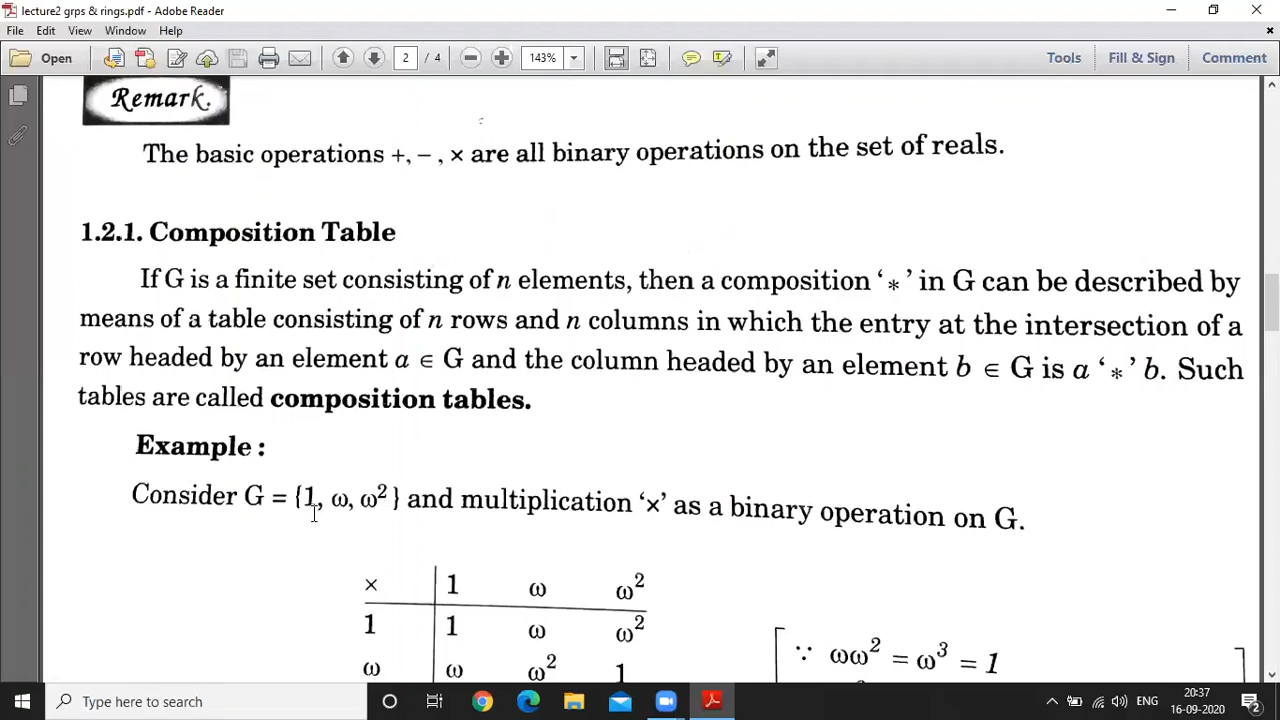 lecture2 grps & rings.pdf - Adobe Reader
File Edit View Window Help
Open 2 / 4 143% Tools Fill & Sign Comment
Remark.
The basic operations +, – , × are all binary operations on the set of reals.
1.2.1. Composition Table
If G is a finite set consisting of n elements, then a composition ‘ * ’ in G can be described by
means of a table consisting of n rows and n columns in which the entry at the intersection of a
row headed by an element a ∈ G and the column headed by an element b ∈ G is a ‘ * ’ b. Such
tables are called composition tables.
Example :
Consider G = {1, ω, ω² } and multiplication ‘×’ as a binary operation on G.
× 1 ω ω²
1 1 ω ω²
ω ω ω² 1
∵ ωω² = ω³ = 1
Type here to search
ENG
20:37
16-09-2020
2